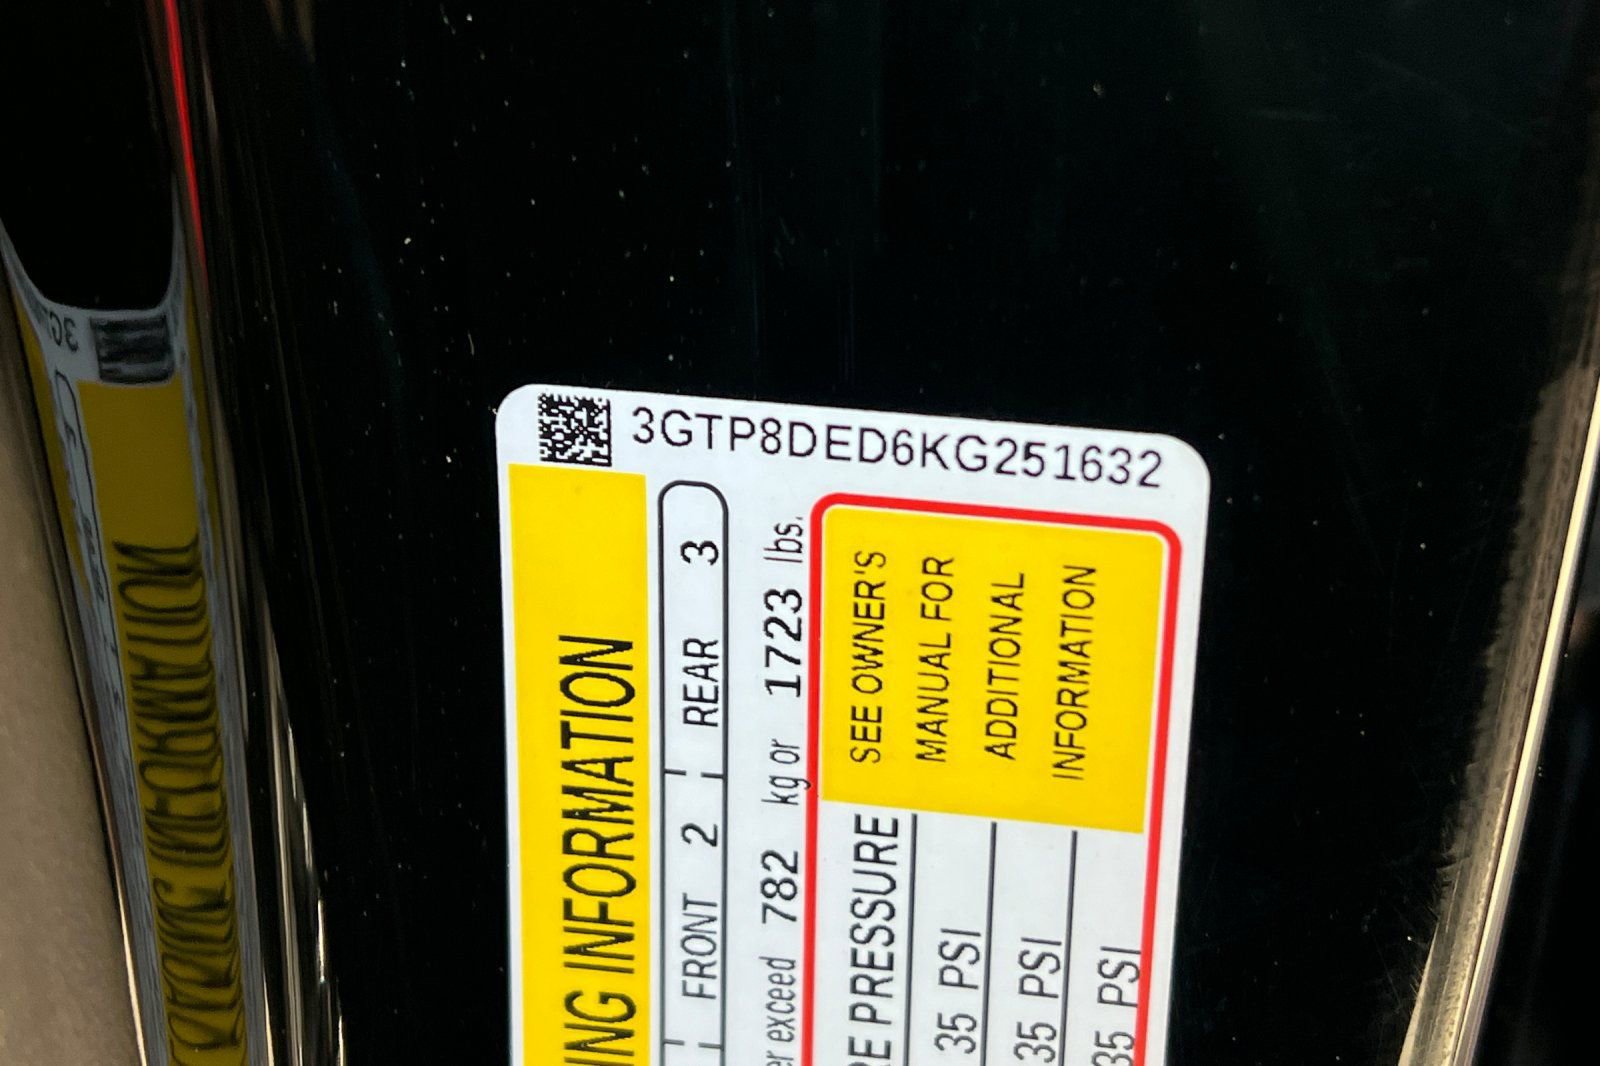 3GTP8DED6KG251632
ING INFORMATION
FRONT 2 REAR 3
exceed 782 kg or 1723 lbs.
RE PRESSURE
35 PSI
35 PSI
35 PSI
SEE OWNER'S
MANUAL FOR
ADDITIONAL
INFORMATION